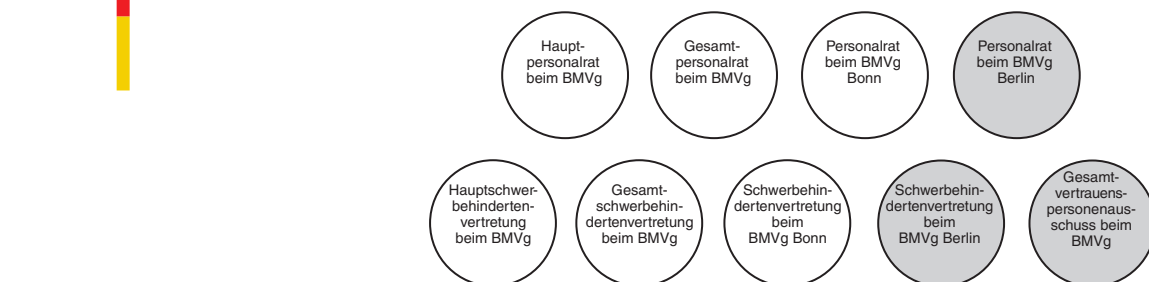 Haupt-
personalrat
beim BMVg
Gesamt-
personalrat
beim BMVg
Personalrat
beim BMVg
Bonn
Personalrat
beim BMVg
Berlin
Hauptschwer-
behinderten-
vertretung
beim BMVg
Gesamt-
schwerbehin-
dertenvertretung
beim BMVg
Schwerbehin-
dertenvertretung
beim
BMVg Bonn
Schwerbehin-
dertenvertretung
beim
BMVg Berlin
Gesamt-
vertrauens-
personenaus-
schuss beim
BMVg